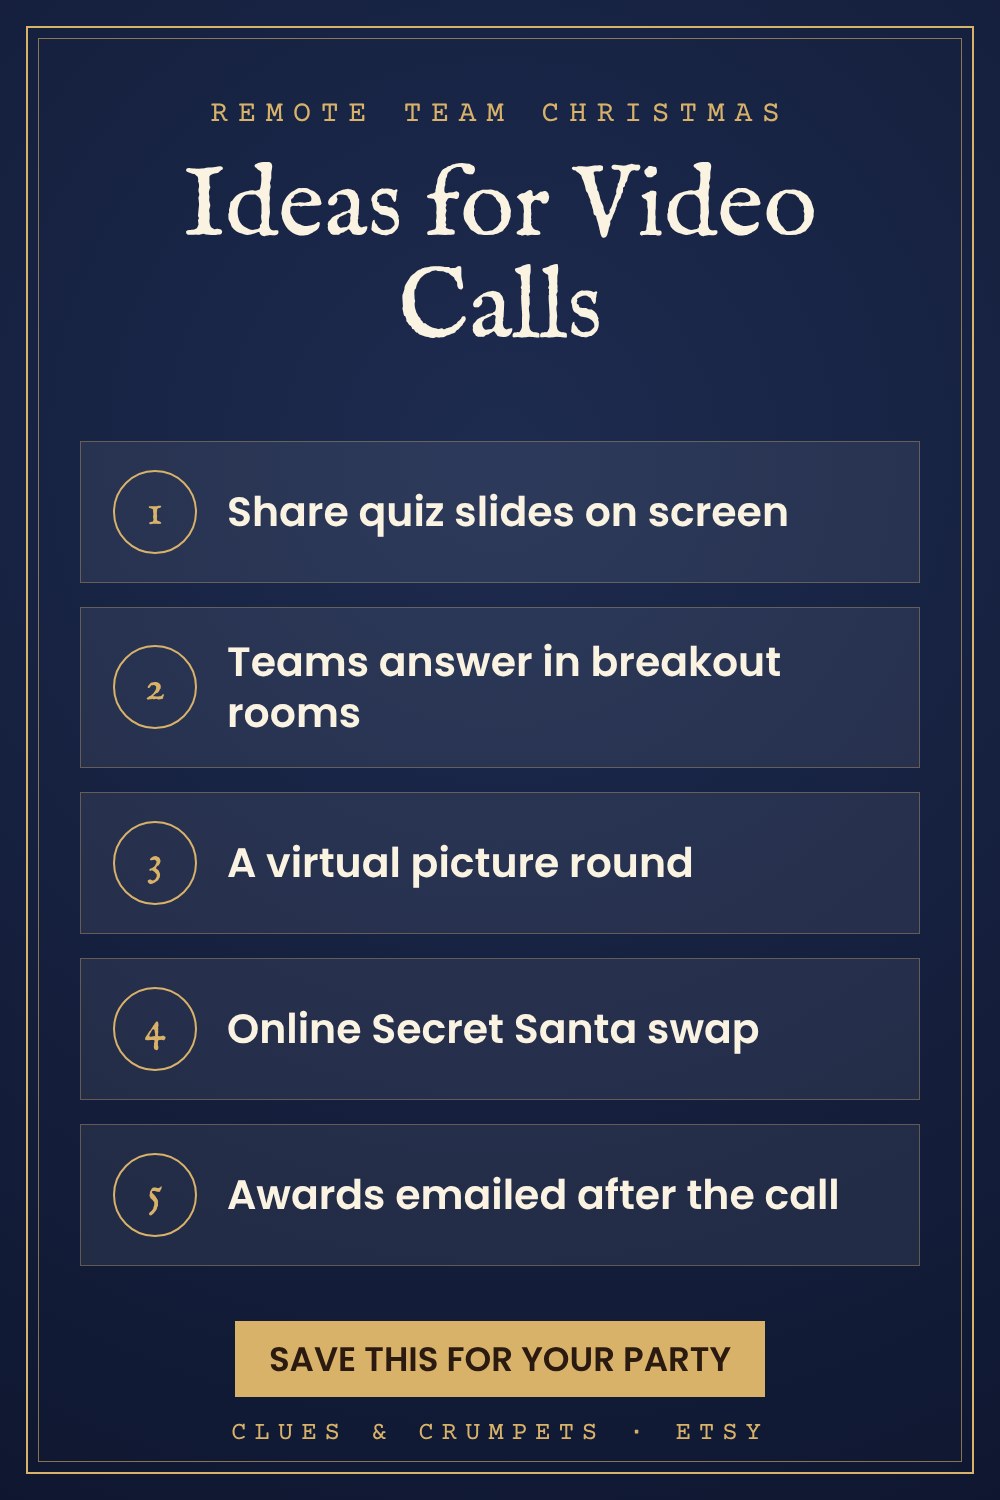 REMOTE TEAM CHRISTMAS
Ideas for Video
Calls
1 Share quiz slides on screen
2 Teams answer in breakout
rooms
3 A virtual picture round
4 Online Secret Santa swap
5 Awards emailed after the call
SAVE THIS FOR YOUR PARTY
CLUES & CRUMPETS · ETSY